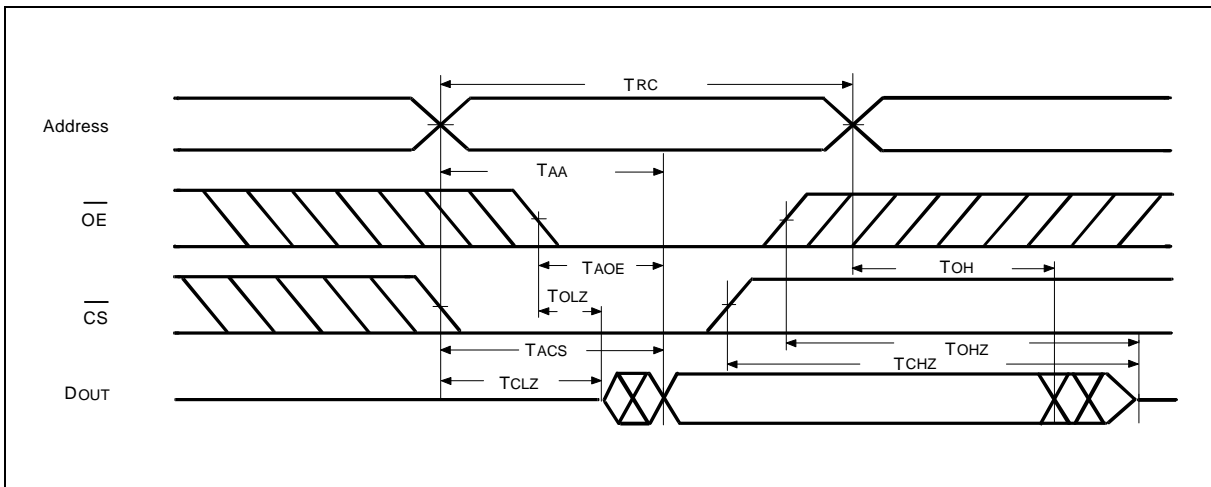 TRC
Address
TAA
OE
TAOE
TOH
TOLZ
CS
TACS
TOHZ
TCHZ
TCLZ
DOUT